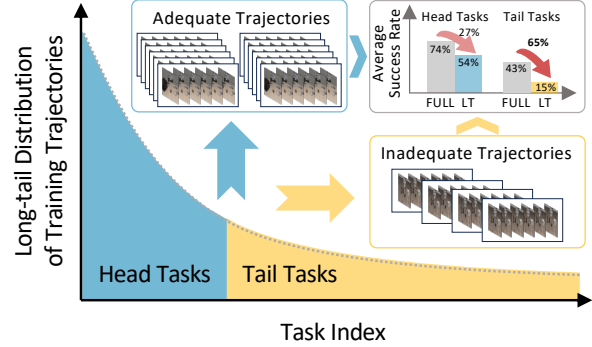 Adequate Trajectories
Head Tasks
Tail Tasks
27%
65%
74%
54%
43%
15%
Average
Success Rate
FULL LT
FULL LT
Inadequate Trajectories
Long-tail Distribution
of Training Trajectories
Head Tasks
Tail Tasks
Task Index